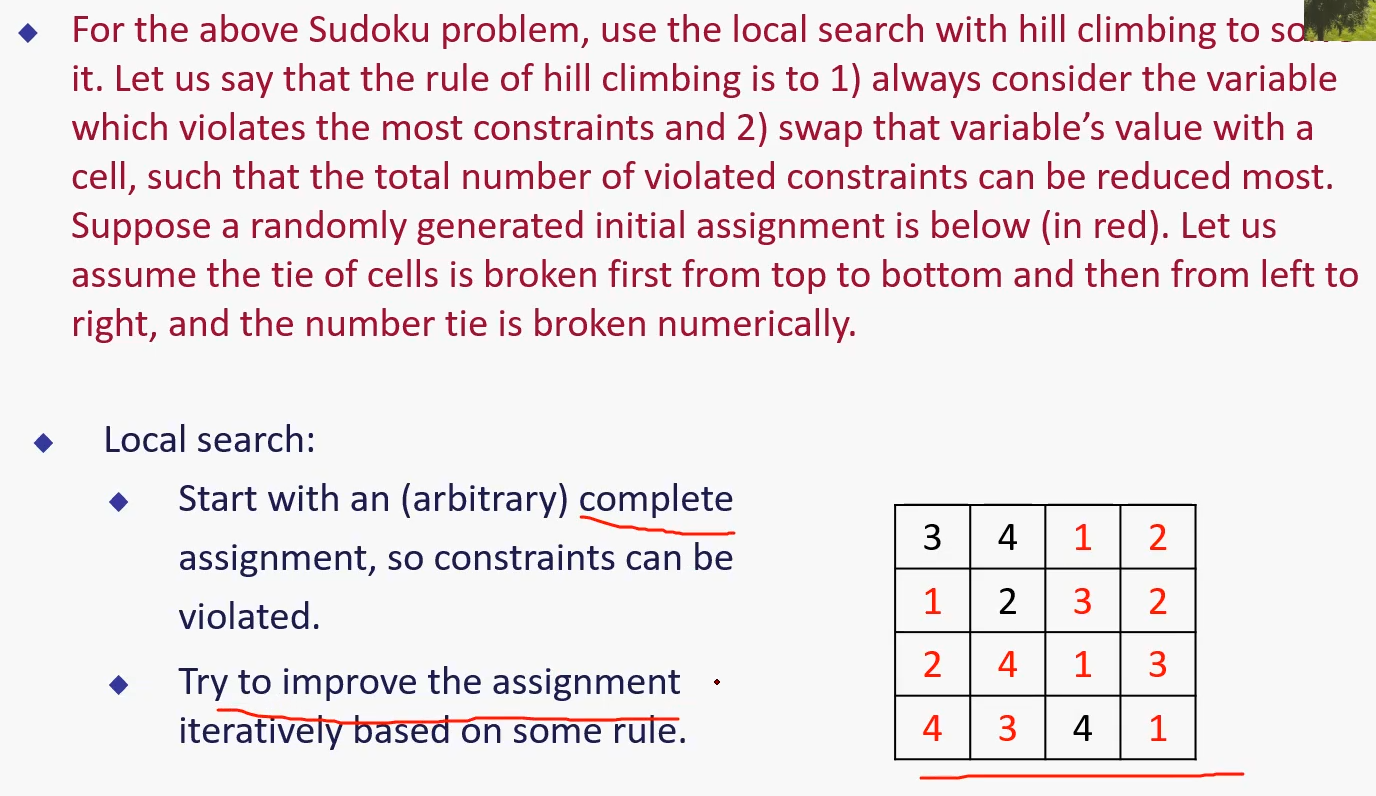 For the above Sudoku problem, use the local search with hill climbing to
it. Let us say that the rule of hill climbing is to 1) always consider the variable
which violates the most constraints and 2) swap that variable’s value with a
cell, such that the total number of violated constraints can be reduced most.
Suppose a randomly generated initial assignment is below (in red). Let us
assume the tie of cells is broken first from top to bottom and then from left to
right, and the number tie is broken numerically.
Local search:
Start with an (arbitrary) complete
assignment, so constraints can be
violated.
Try to improve the assignment
iteratively based on some rule.
3 4 1 2
1 2 3 2
2 4 1 3
4 3 4 1